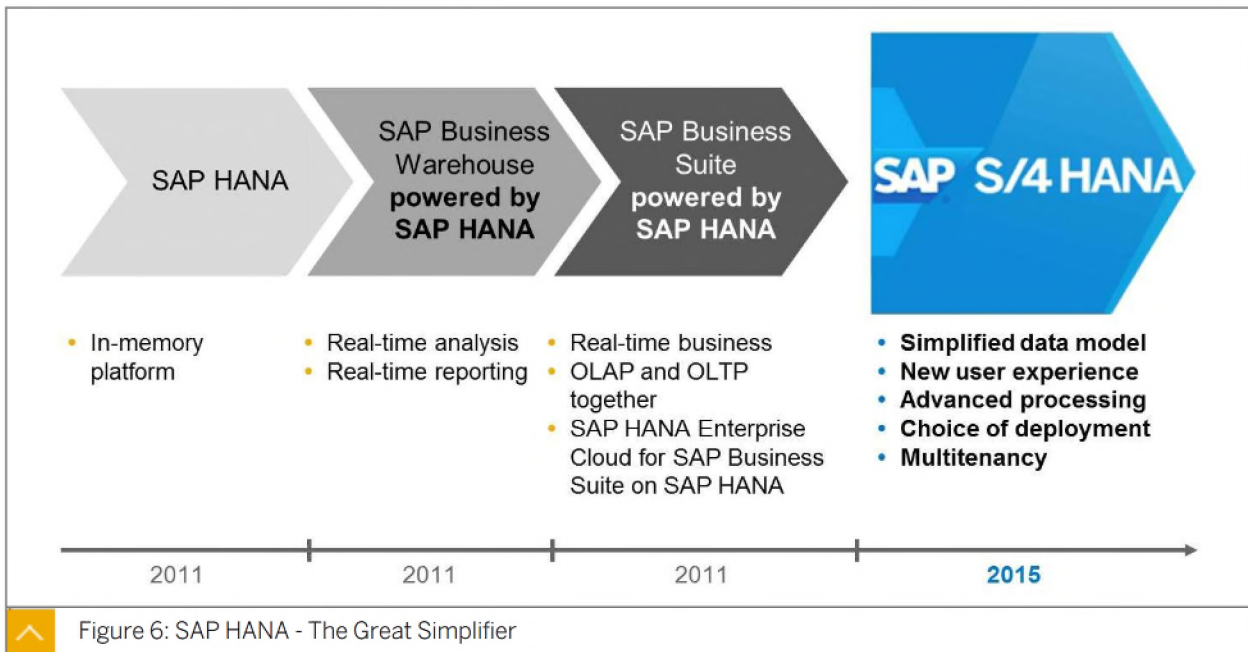 SAP HANA
SAP Business
Warehouse
powered by
SAP HANA
SAP Business
Suite
powered by
SAP HANA
SAP S/4 HANA
• In-memory
platform
• Real-time analysis
• Real-time reporting
• Real-time business
• OLAP and OLTP
together
• SAP HANA Enterprise
Cloud for SAP Business
Suite on SAP HANA
• Simplified data model
• New user experience
• Advanced processing
• Choice of deployment
• Multitenancy
2011
2011
2011
2015
Figure 6: SAP HANA - The Great Simplifier